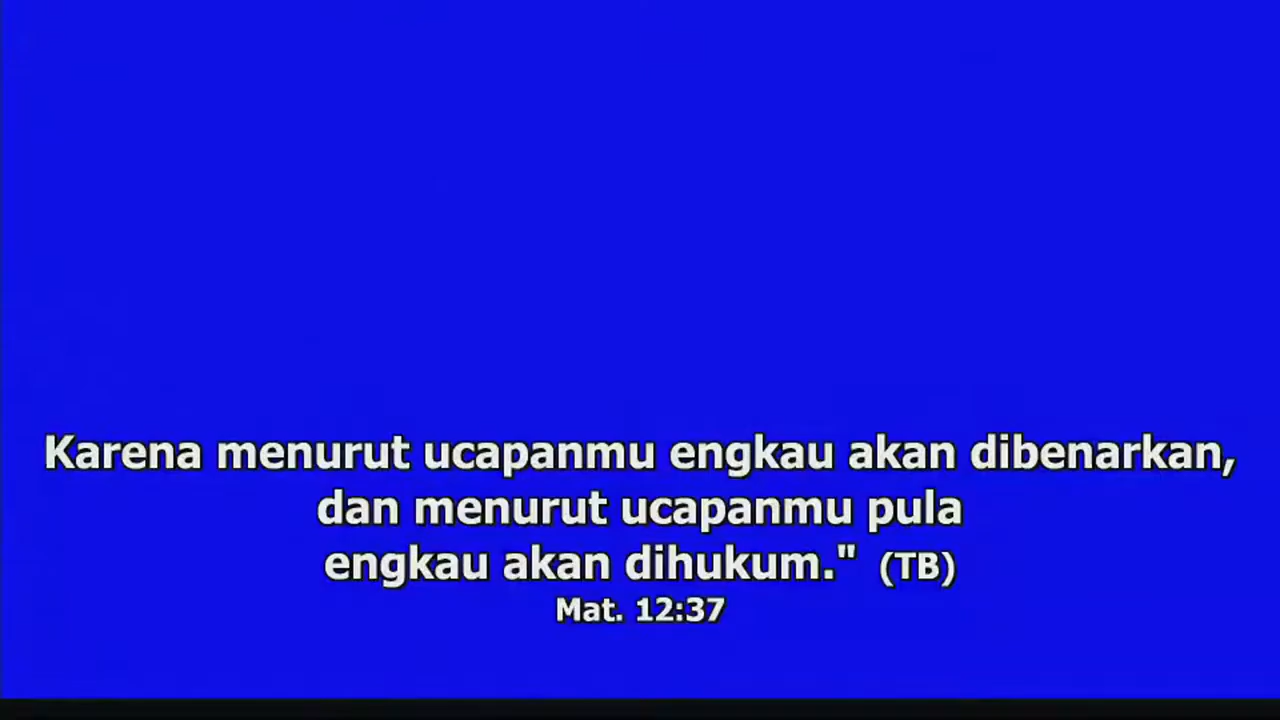 Karena menurut ucapanmu engkau akan dibenarkan,
dan menurut ucapanmu pula
engkau akan dihukum." (TB)
Mat. 12:37